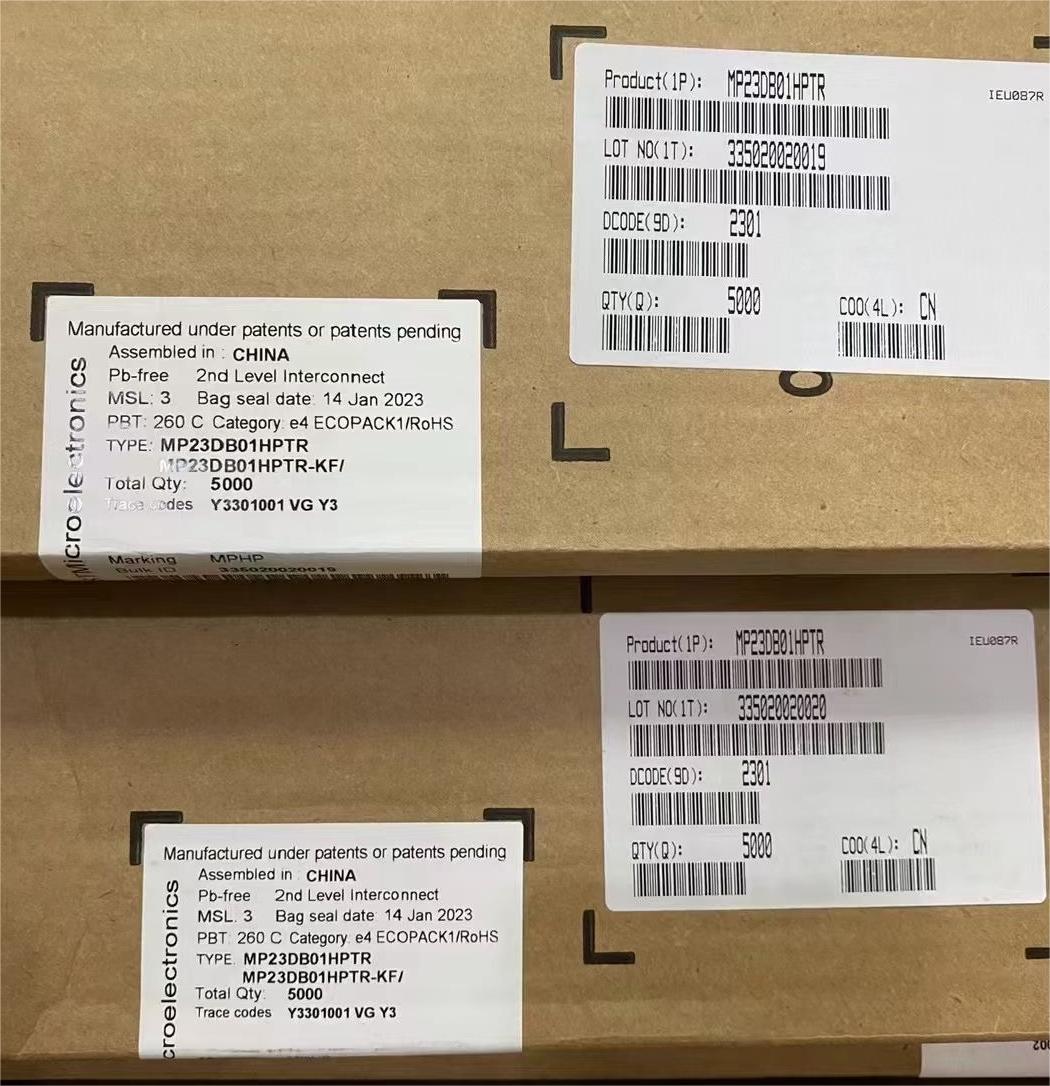 Product(1P): MP23DB01HPTR
IEU087R
LOT NO(1T): 335020020019
DCODE(9D): 2301
QTY(Q): 5000 COO(4L): CN
Manufactured under patents or patents pending
Assembled in : CHINA
Pb-free 2nd Level Interconnect
MSL: 3 Bag seal date: 14 Jan 2023
PBT: 260 C Category: e4 ECOPACK1/RoHS
TYPE: MP23DB01HPTR
MP23DB01HPTR-KF/
Total Qty: 5000
Trace codes Y3301001 VG Y3
Marking MPHP
Bulk ID 335020020019
Microelectronics
Product(1P): MP23DB01HPTR
IEU087R
LOT NO(1T): 335020020020
DCODE(9D): 2301
QTY(Q): 5000 COO(4L): CN
Manufactured under patents or patents pending
Assembled in : CHINA
Pb-free 2nd Level Interconnect
MSL: 3 Bag seal date: 14 Jan 2023
PBT: 260 C Category: e4 ECOPACK1/RoHS
TYPE: MP23DB01HPTR
MP23DB01HPTR-KF/
Total Qty: 5000
Trace codes Y3301001 VG Y3
croelectronics